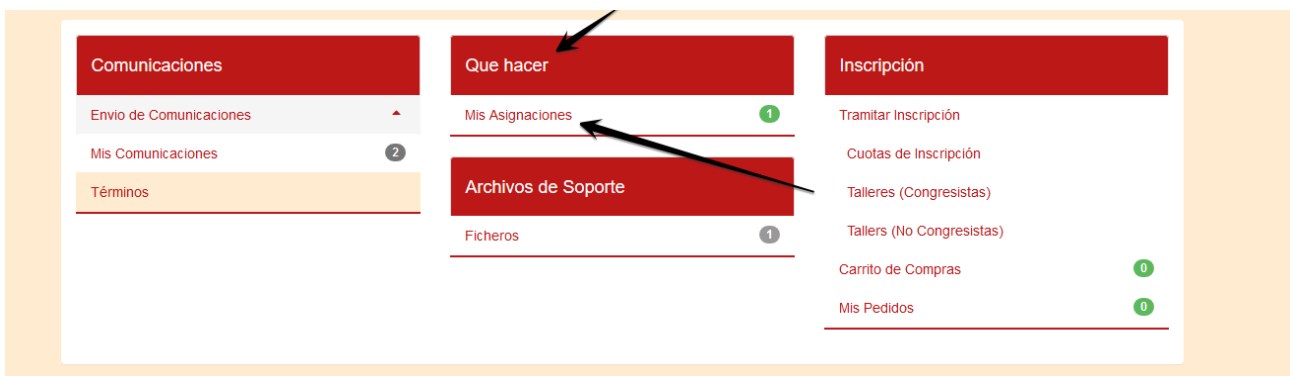 Comunicaciones
Envio de Comunicaciones
Mis Comunicaciones 2
Términos
Que hacer
Mis Asignaciones 1
Archivos de Soporte
Ficheros 1
Inscripción
Tramitar Inscripción
Cuotas de Inscripción
Talleres (Congresistas)
Tallers (No Congresistas)
Carrito de Compras 0
Mis Pedidos 0